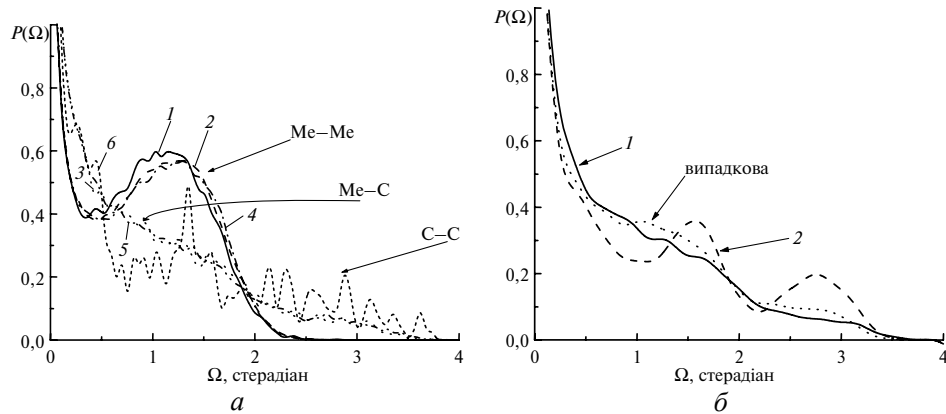 P(Ω)
0,8
0,6
0,4
0,2
0,0
0 1 2 3 4
Ω, стерадіан
а
1
2
3
4
5
6
Me–Me
Me–C
C–C
P(Ω)
0,8
0,6
0,4
0,2
0,0
0 1 2 3 4
Ω, стерадіан
б
1
випадкова
2